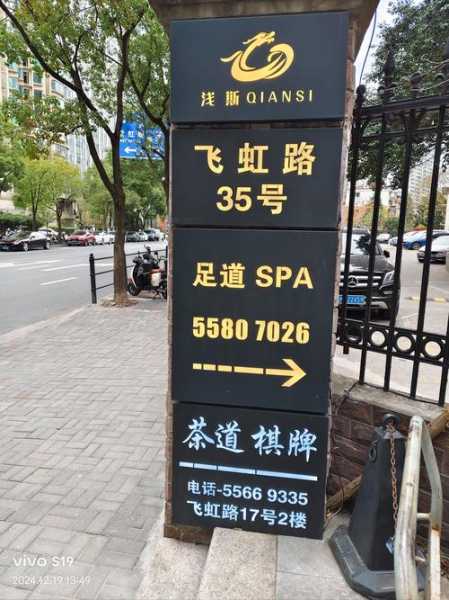 浅斯 QIANSI
飞虹路
35号
足道 SPA
5580 7026
茶道 棋牌
电话-5566 9335
飞虹路17号2楼
vivo S19
2024.12.19 13:49